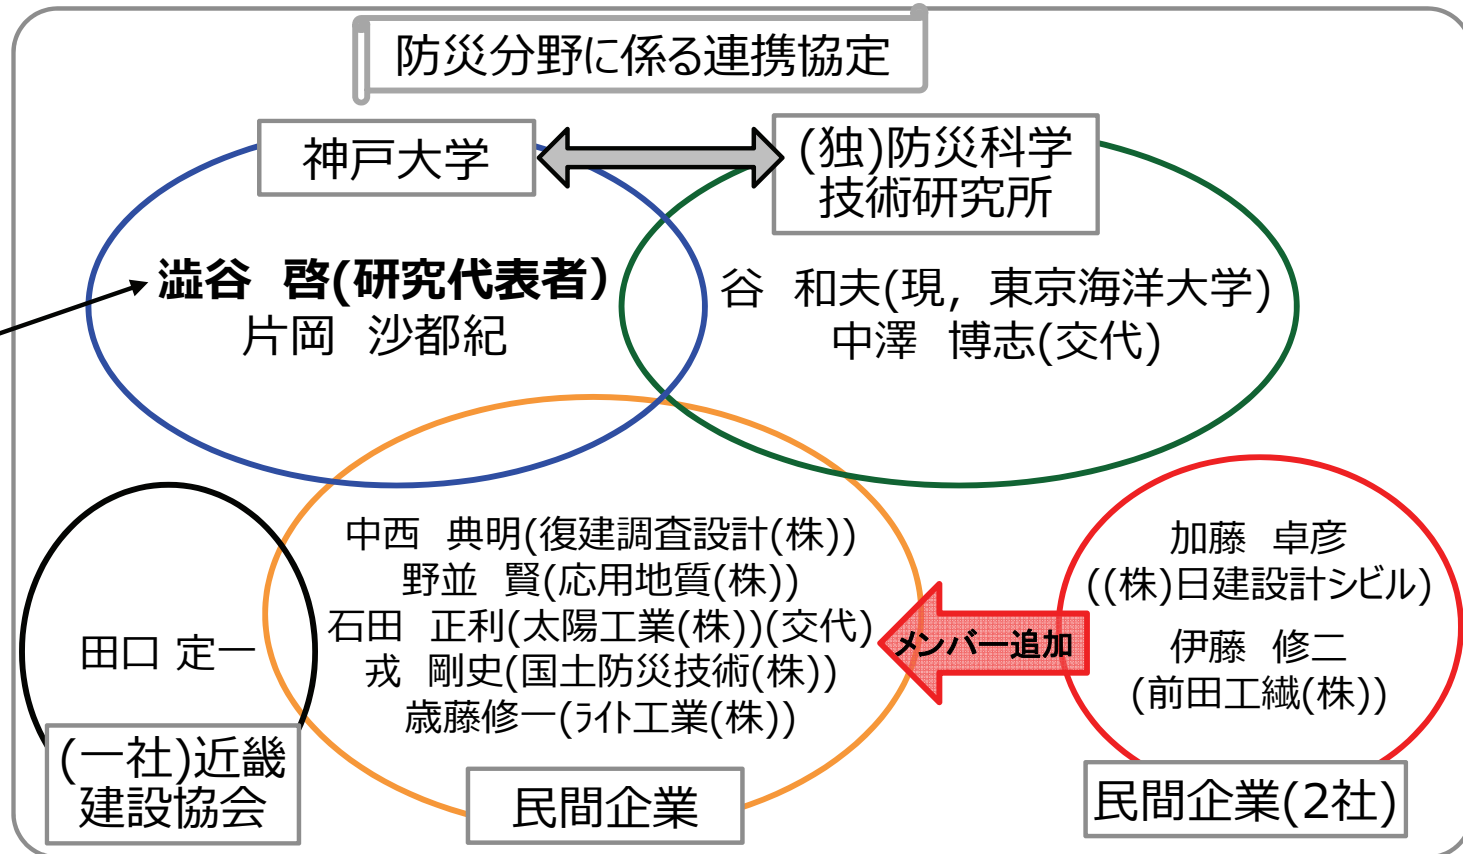 防災分野に係る連携協定
神戸大学
(独)防災科学
技術研究所
澁谷　啓(研究代表者)
片岡　沙都紀
谷　和夫(現，東京海洋大学)
中澤　博志(交代)
中西　典明(復建調査設計(株))
野並　賢(応用地質(株))
石田　正利(太陽工業(株))(交代)
戎　剛史(国土防災技術(株))
歳藤修一(ﾗｲﾄ工業(株))
民間企業
田口 定一
(一社)近畿
建設協会
メンバー追加
加藤　卓彦
((株)日建設計シビル)
伊藤　修二
(前田工繊(株))
民間企業(2社)